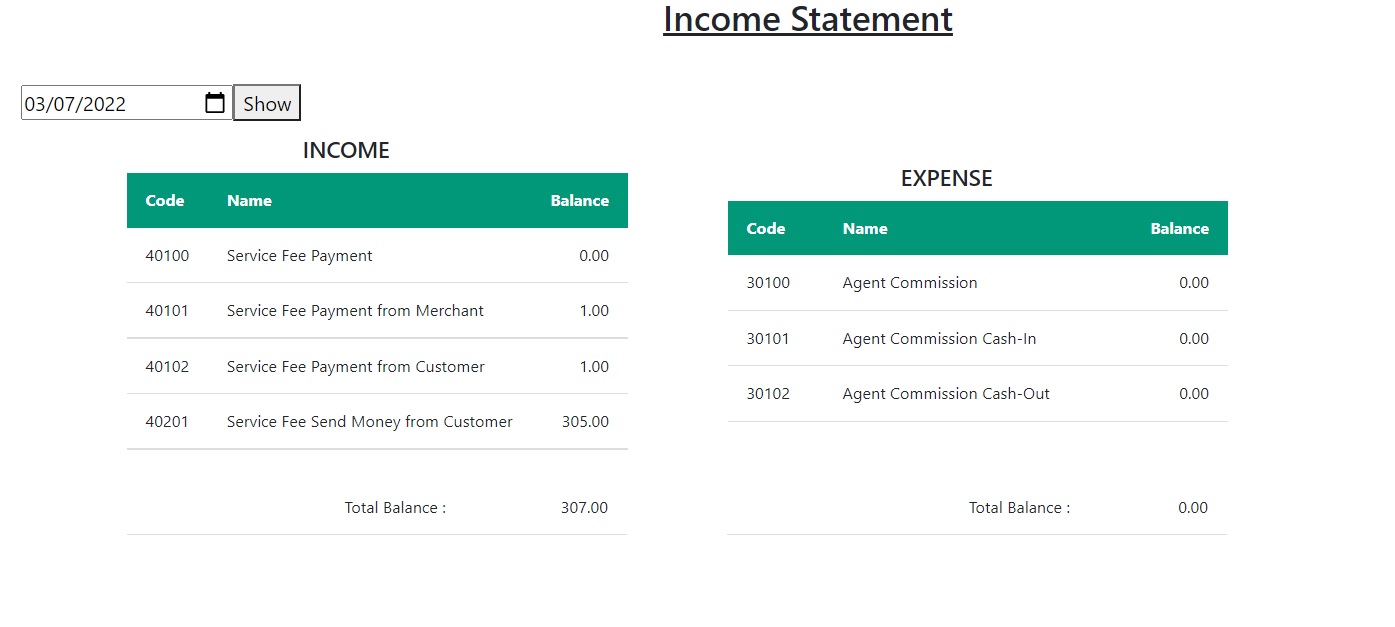 Income Statement
03/07/2022 Show
INCOME
Code Name Balance
40100 Service Fee Payment 0.00
40101 Service Fee Payment from Merchant 1.00
40102 Service Fee Payment from Customer 1.00
40201 Service Fee Send Money from Customer 305.00
Total Balance : 307.00
EXPENSE
Code Name Balance
30100 Agent Commission 0.00
30101 Agent Commission Cash-In 0.00
30102 Agent Commission Cash-Out 0.00
Total Balance : 0.00